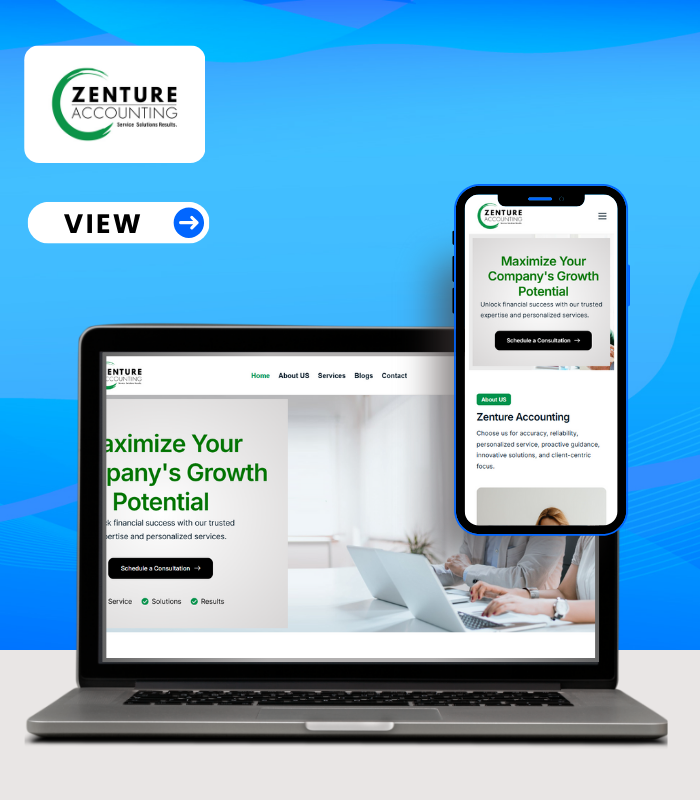 ZENTURE
ACCOUNTING
Service Solutions Results.
VIEW
ZENTURE
ACCOUNTING
Maximize Your
Company's Growth
Potential
Unlock financial success with our trusted
expertise and personalized services.
Schedule a Consultation
About US
Zenture Accounting
Choose us for accuracy, reliability,
personalized service, proactive guidance,
innovative solutions, and client-centric
focus.
ENTURE
ACCOUNTING
Home About US Services Blogs Contact
aximize Your
pany's Growth
Potential
ck financial success with our trusted
pertise and personalized services.
Schedule a Consultation
Service Solutions Results